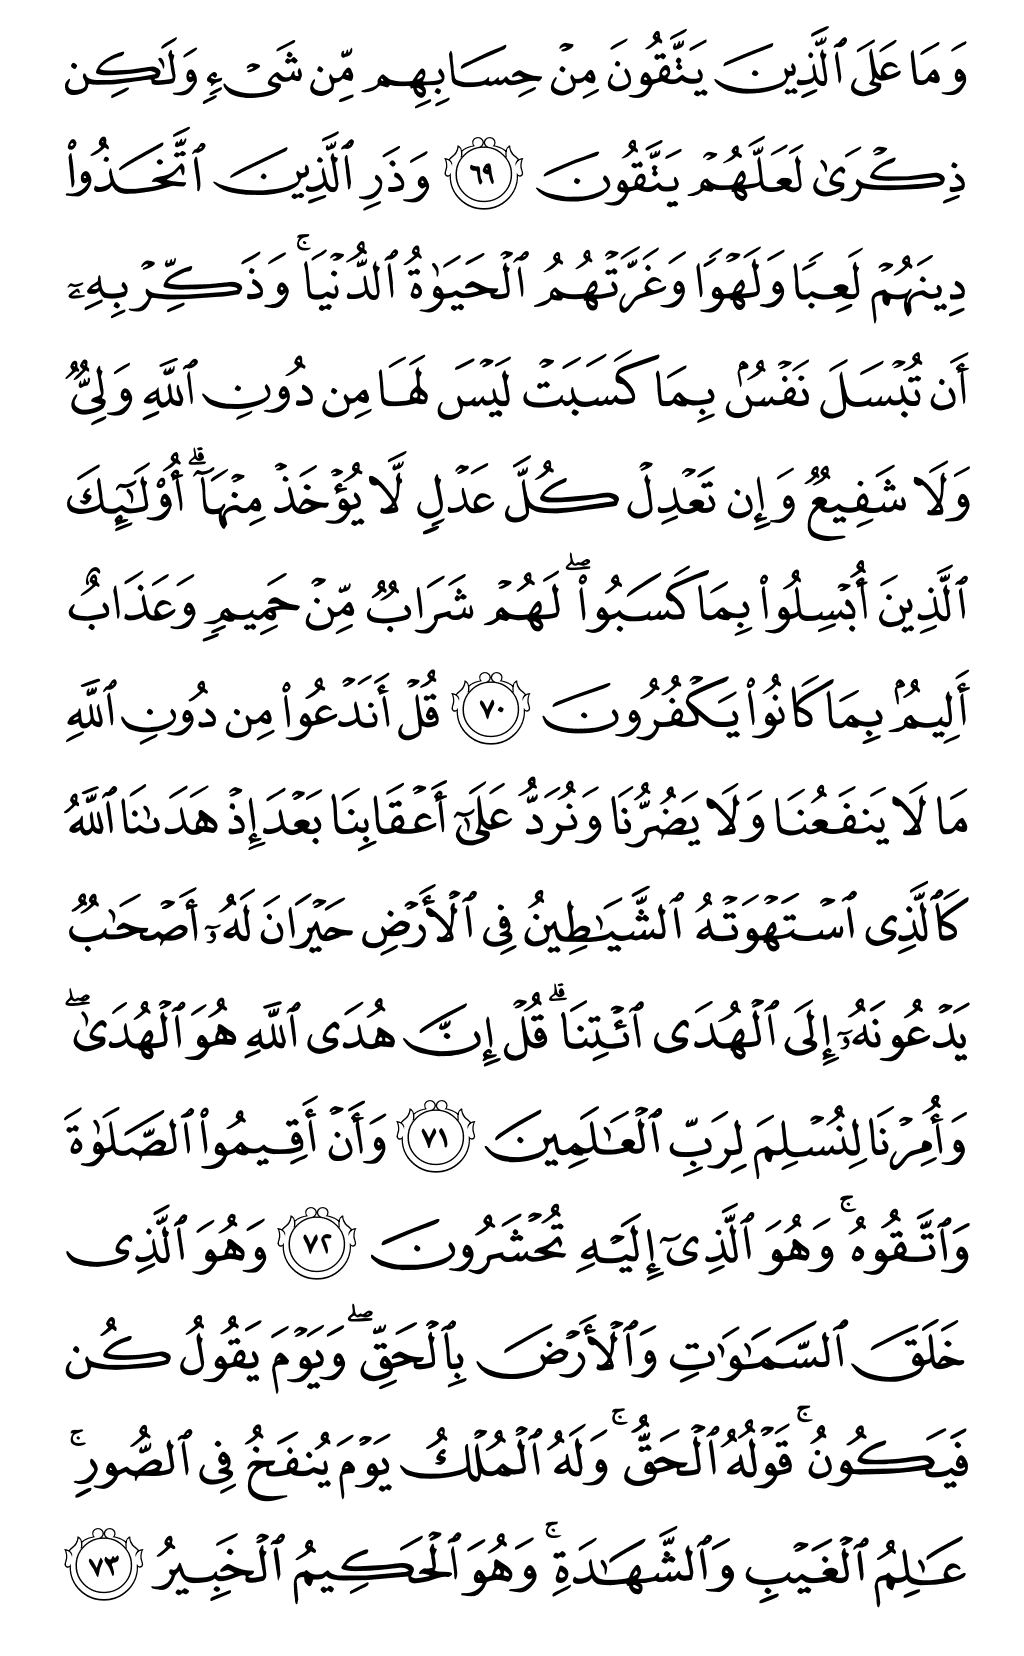 وَمَا عَلَى ٱلَّذِينَ يَتَّقُونَ مِنۡ حِسَابِهِم مِّن شَيۡءٖ وَلَٰكِن
ذِكۡرَىٰ لَعَلَّهُمۡ يَتَّقُونَ ٦٩ وَذَرِ ٱلَّذِينَ ٱتَّخَذُواْ
دِينَهُمۡ لَعِبٗا وَلَهۡوٗا وَغَرَّتۡهُمُ ٱلۡحَيَوٰةُ ٱلدُّنۡيَاۚ وَذَكِّرۡ بِهِۦٓ
أَن تُبۡسَلَ نَفۡسُۢ بِمَا كَسَبَتۡ لَيۡسَ لَهَا مِن دُونِ ٱللَّهِ وَلِيّٞ
وَلَا شَفِيعٞ وَإِن تَعۡدِلۡ كُلَّ عَدۡلٖ لَّا يُؤۡخَذۡ مِنۡهَآۗ أُوْلَٰٓئِكَ
ٱلَّذِينَ أُبۡسِلُواْ بِمَا كَسَبُواْۖ لَهُمۡ شَرَابٞ مِّنۡ حَمِيمٖ وَعَذَابٌ
أَلِيمُۢ بِمَا كَانُواْ يَكۡفُرُونَ ٧٠ قُلۡ أَنَدۡعُواْ مِن دُونِ ٱللَّهِ
مَا لَا يَنفَعُنَا وَلَا يَضُرُّنَا وَنُرَدُّ عَلَىٰٓ أَعۡقَابِنَا بَعۡدَ إِذۡ هَدَىٰنَا ٱللَّهُ
كَٱلَّذِي ٱسۡتَهۡوَتۡهُ ٱلشَّيَٰطِينُ فِي ٱلۡأَرۡضِ حَيۡرَانَ لَهُۥٓ أَصۡحَٰبٞ
يَدۡعُونَهُۥٓ إِلَى ٱلۡهُدَى ٱئۡتِنَاۗ قُلۡ إِنَّ هُدَى ٱللَّهِ هُوَ ٱلۡهُدَىٰۖ
وَأُمِرۡنَا لِنُسۡلِمَ لِرَبِّ ٱلۡعَٰلَمِينَ ٧١ وَأَنۡ أَقِيمُواْ ٱلصَّلَوٰةَ
وَٱتَّقُوهُۚ وَهُوَ ٱلَّذِيٓ إِلَيۡهِ تُحۡشَرُونَ ٧٢ وَهُوَ ٱلَّذِي
خَلَقَ ٱلسَّمَٰوَٰتِ وَٱلۡأَرۡضَ بِٱلۡحَقِّۖ وَيَوۡمَ يَقُولُ كُن
فَيَكُونُۚ قَوۡلُهُ ٱلۡحَقُّۚ وَلَهُ ٱلۡمُلۡكُ يَوۡمَ يُنفَخُ فِي ٱلصُّورِۚ
عَٰلِمُ ٱلۡغَيۡبِ وَٱلشَّهَٰدَةِۚ وَهُوَ ٱلۡحَكِيمُ ٱلۡخَبِيرُ ٧٣